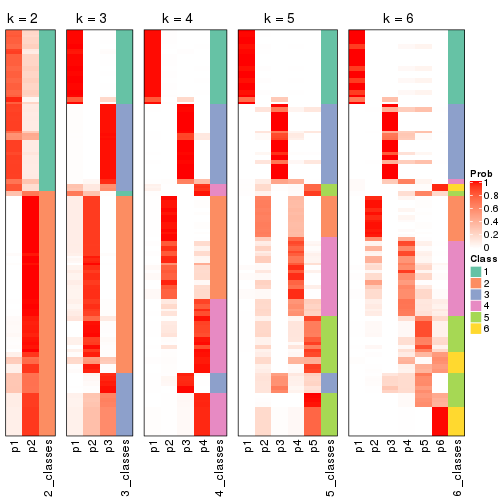 k = 2
k = 3
k = 4
k = 5
k = 6
Prob
1
0.8
0.6
0.4
0.2
0
Class
1
2
3
4
5
6
p1
p2
2_classes
p1
p2
p3
3_classes
p1
p2
p3
p4
4_classes
p1
p2
p3
p4
p5
5_classes
p1
p2
p3
p4
p5
p6
6_classes